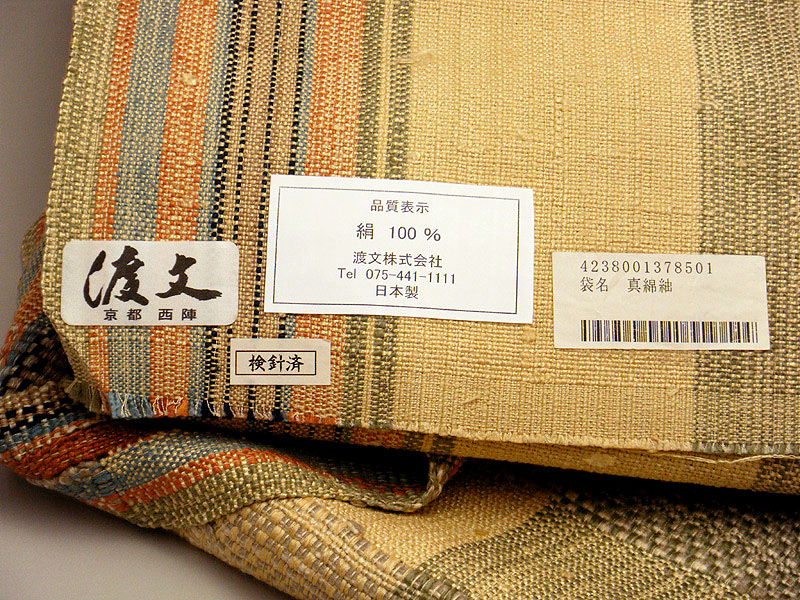 渡文
京都 西陣
品質表示
絹 100 %
渡文株式会社
Tel 075-441-1111
日本製
検針済
4238001378501
袋名 真綿紬